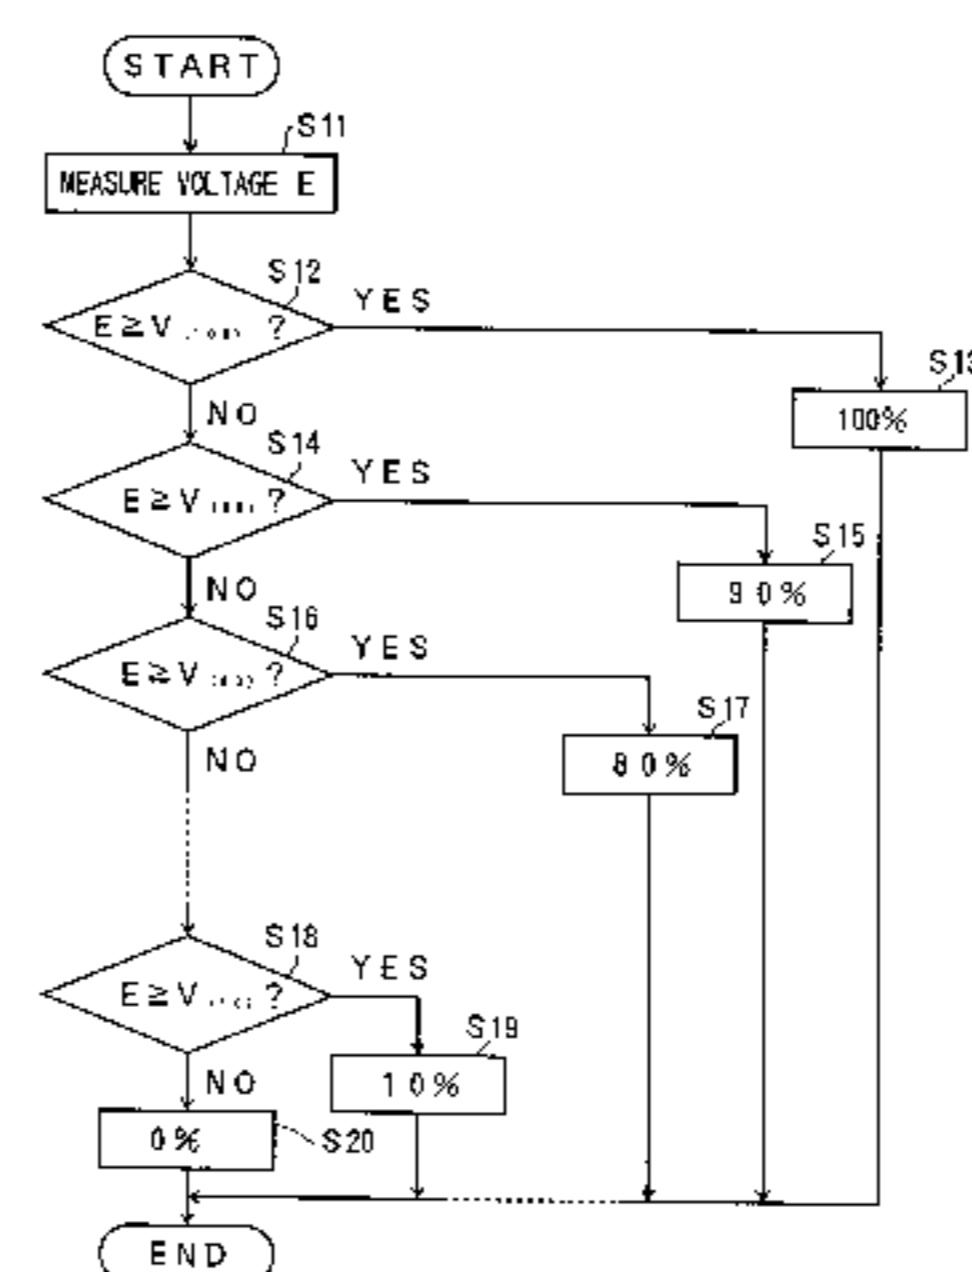 START
S11
MEASURE VOLTAGE E
S12
E≧V ?
YES
S13
100%
NO
S14
E≧V ?
YES
S15
90%
NO
S16
E≧V ?
YES
S17
80%
NO
S18
E≧V ?
YES
S19
10%
NO
0%
S20
END